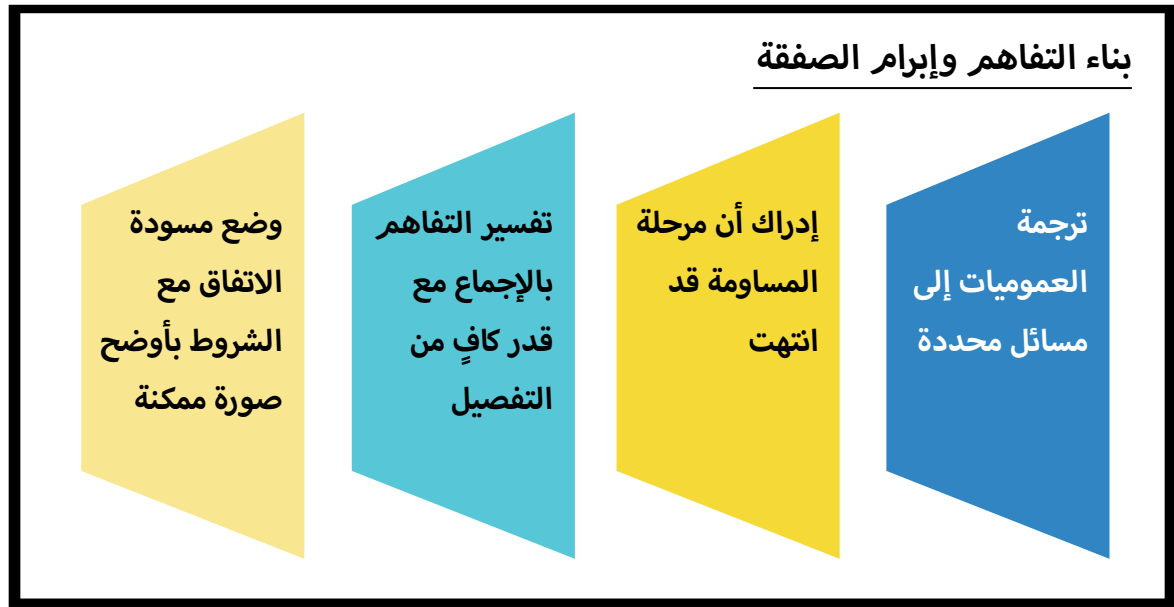 بناء التفاهم وإبرام الصفقة
ترجمة
العموميات إلى
مسائل محددة
إدراك أن مرحلة
المساومة قد
انتهت
تفسير التفاهم
بالإجماع مع
قدر كافٍ من
التفصيل
وضع مسودة
الاتفاق مع
الشروط بأوضح
صورة ممكنة